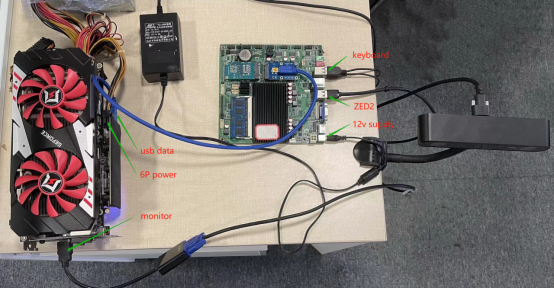 keyboard
ZED2
12v supply
usb data
6P power
monitor